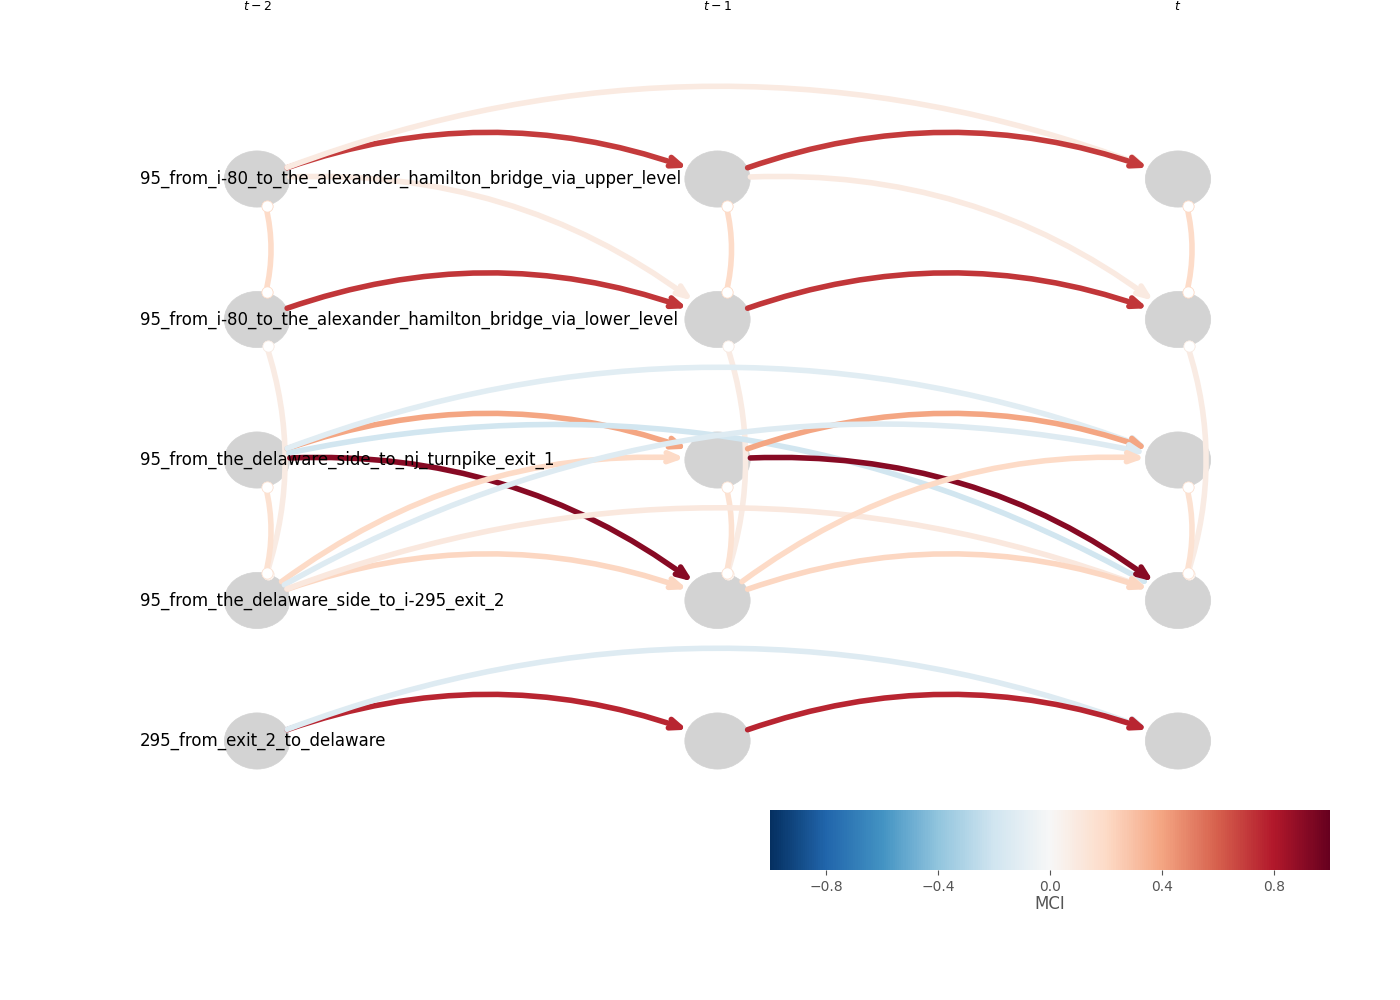 t − 2 t − 1 t
95_from_i-80_to_the_alexander_hamilton_bridge_via_upper_level
95_from_i-80_to_the_alexander_hamilton_bridge_via_lower_level
95_from_the_delaware_side_to_nj_turnpike_exit_1
95_from_the_delaware_side_to_i-295_exit_2
295_from_exit_2_to_delaware
−0.8 −0.4 0.0 0.4 0.8
MCI